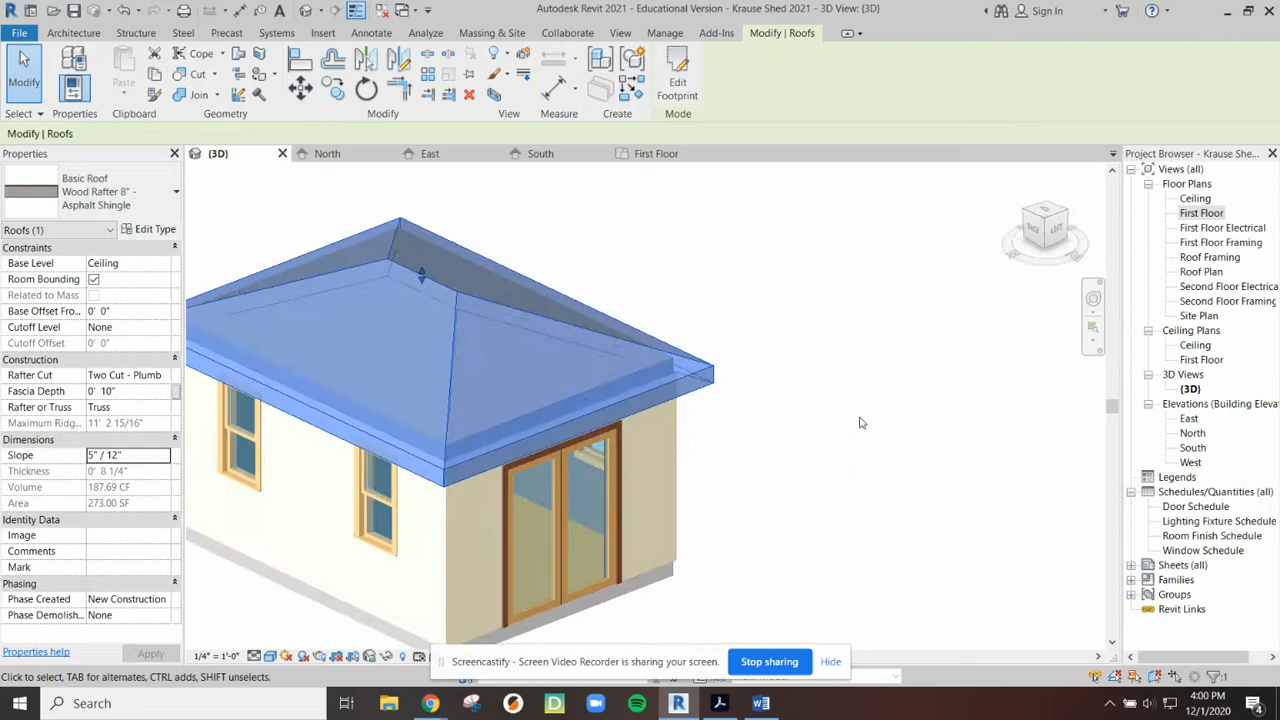 Autodesk Revit 2021 - Educational Version - Krause Shed 2021 - 3D View: {3D}
Sign In
File Architecture Structure Steel Precast Systems Insert Annotate Analyze Massing & Site Collaborate View Manage Add-Ins Modify | Roofs
Modify
Paste
Cope
Cut
Join
Edit
Footprint
Select Properties Clipboard Geometry Modify View Measure Create Mode
Modify | Roofs
Properties
{3D} North East South First Floor
Project Browser - Krause She...
Basic Roof
Wood Rafter 8" -
Asphalt Shingle
Roofs (1) Edit Type
Constraints
Base Level Ceiling
Room Bounding
Related to Mass
Base Offset Fro... 0' 0"
Cutoff Level None
Cutoff Offset 0' 0"
Construction
Rafter Cut Two Cut - Plumb
Fascia Depth 0' 10"
Rafter or Truss Truss
Maximum Ridg... 11' 2 15/16"
Dimensions
Slope 5" / 12"
Thickness 0' 8 1/4"
Volume 187.69 CF
Area 273.00 SF
Identity Data
Image
Comments
Mark
Phasing
Phase Created New Construction
Phase Demolish... None
Properties help Apply
BACK LEFT
Views (all)
Floor Plans
Ceiling
First Floor
First Floor Electrical
First Floor Framing
Roof Framing
Roof Plan
Second Floor Electrica
Second Floor Framing
Site Plan
Ceiling Plans
Ceiling
First Floor
3D Views
{3D}
Elevations (Building Elevat
East
North
South
West
Legends
Schedules/Quantities (all)
Door Schedule
Lighting Fixture Schedule
Room Finish Schedule
Window Schedule
Sheets (all)
Families
Groups
Revit Links
1/4" = 1'-0"
Screencastify - Screen Video Recorder is sharing your screen. Stop sharing Hide
Click to select, TAB for alternates, CTRL adds, SHIFT unselects.
:1
Search
4:00 PM
12/1/2020
4